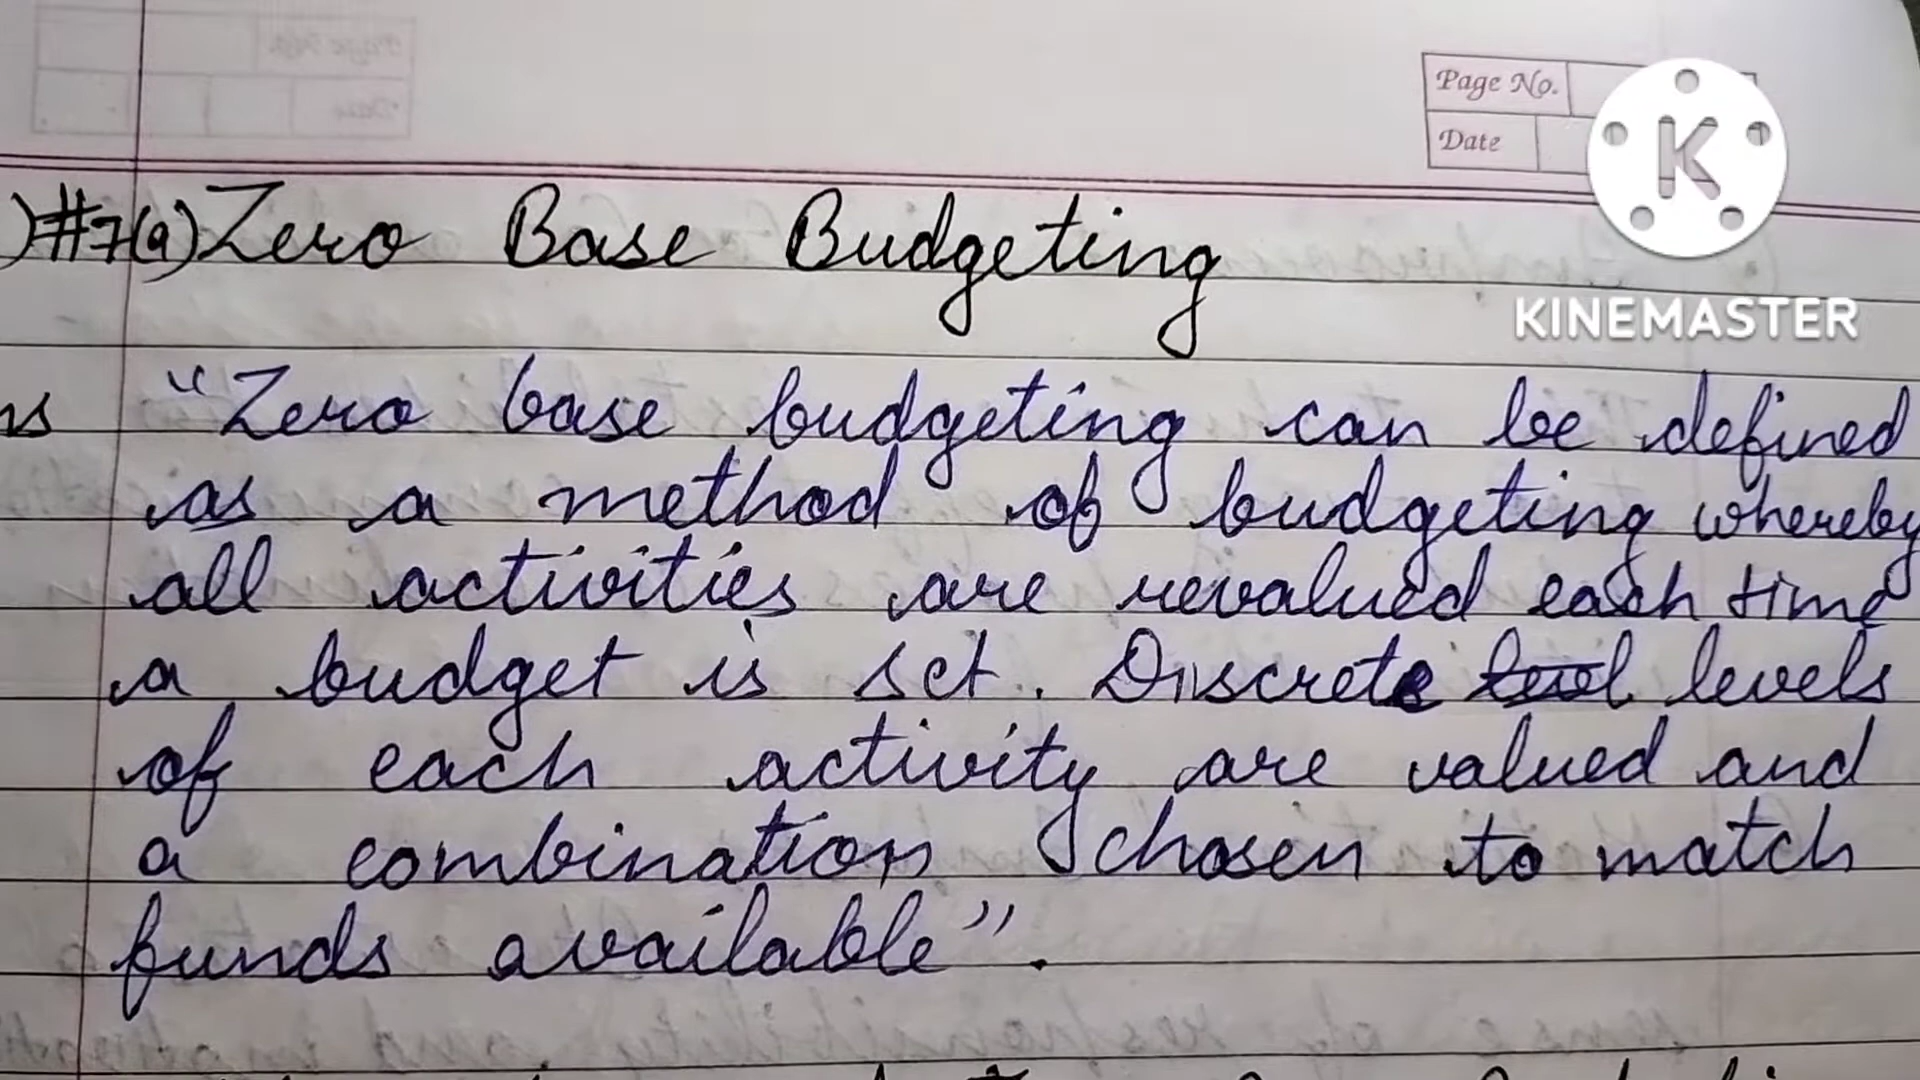 Page No.
Date
K
KINEMASTER
)#7(a) Zero Base Budgeting
ns "Zero base budgeting can be defined
as a method of budgeting whereby
all activities are revalued each time
a budget is set. Discrete level levels
of each activity are valued and
a combination chosen to match
funds available".